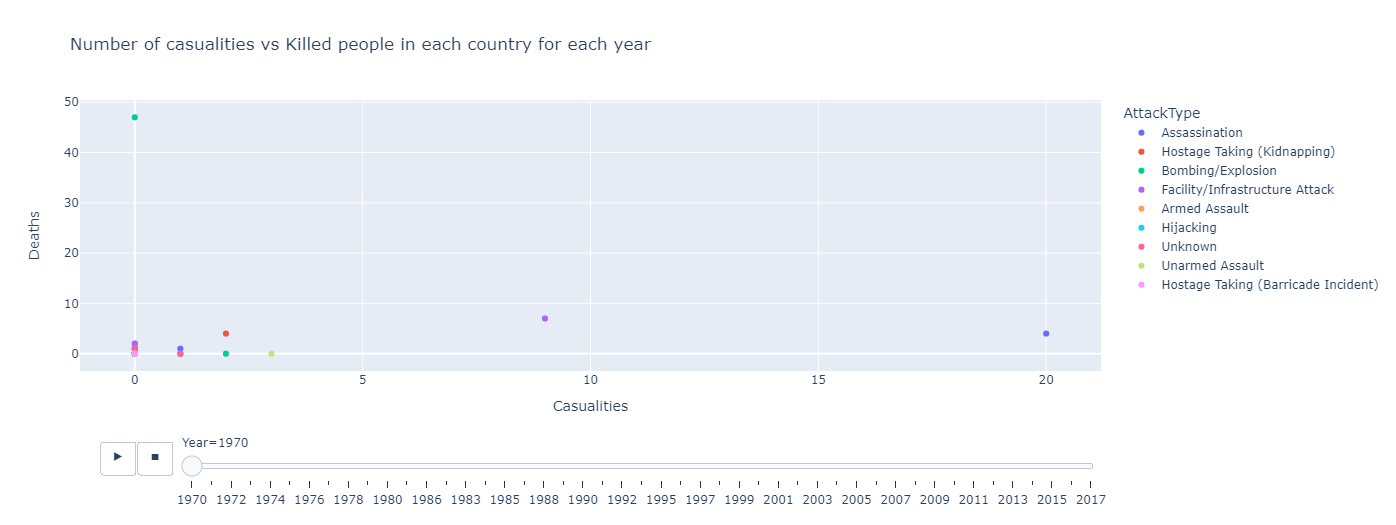 Number of casualities vs Killed people in each country for each year
50
40
30
20
10
0
Deaths
0 5 10 15 20
Casualities
AttackType
Assassination
Hostage Taking (Kidnapping)
Bombing/Explosion
Facility/Infrastructure Attack
Armed Assault
Hijacking
Unknown
Unarmed Assault
Hostage Taking (Barricade Incident)
Year=1970
1970 1972 1974 1976 1978 1980 1986 1983 1985 1988 1990 1992 1995 1997 1999 2001 2003 2005 2007 2009 2011 2013 2015 2017